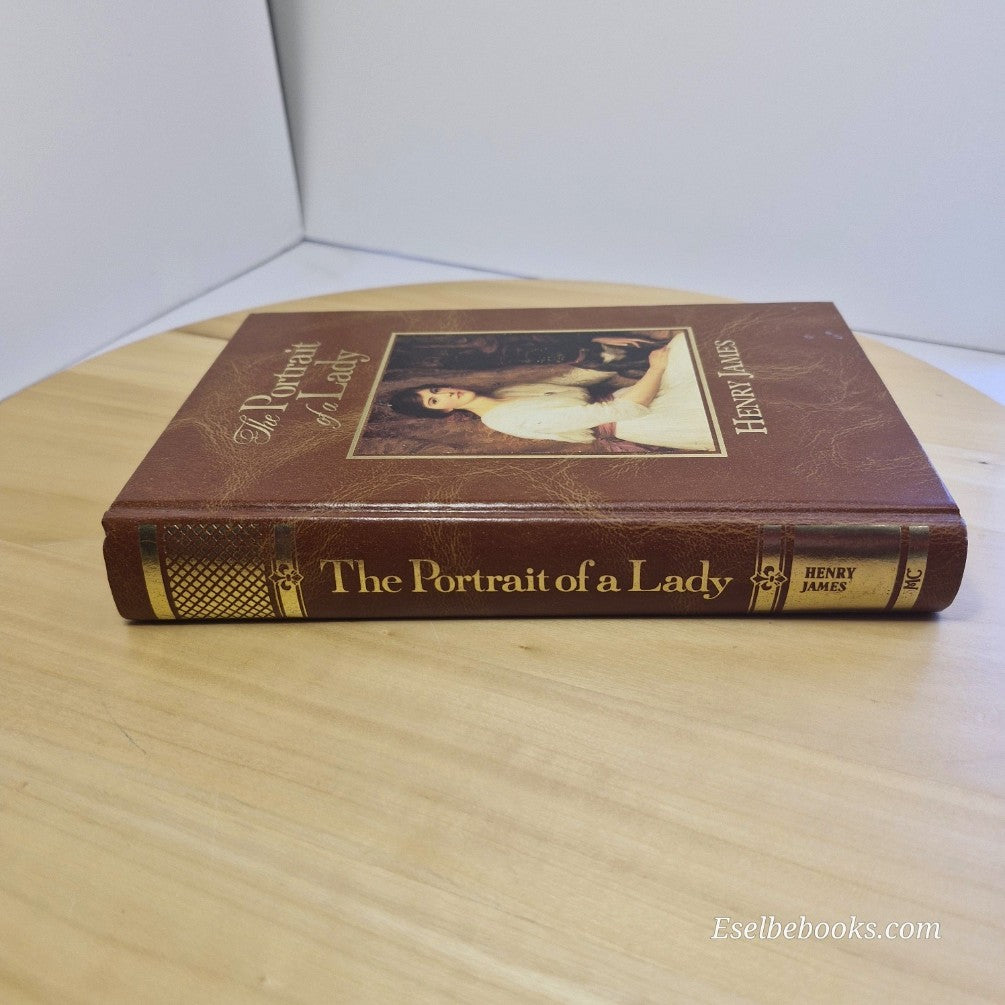 The Portrait
of a Lady
HENRY JAMES
The Portrait of a Lady
HENRY
JAMES
MC
Eselbebooks.com